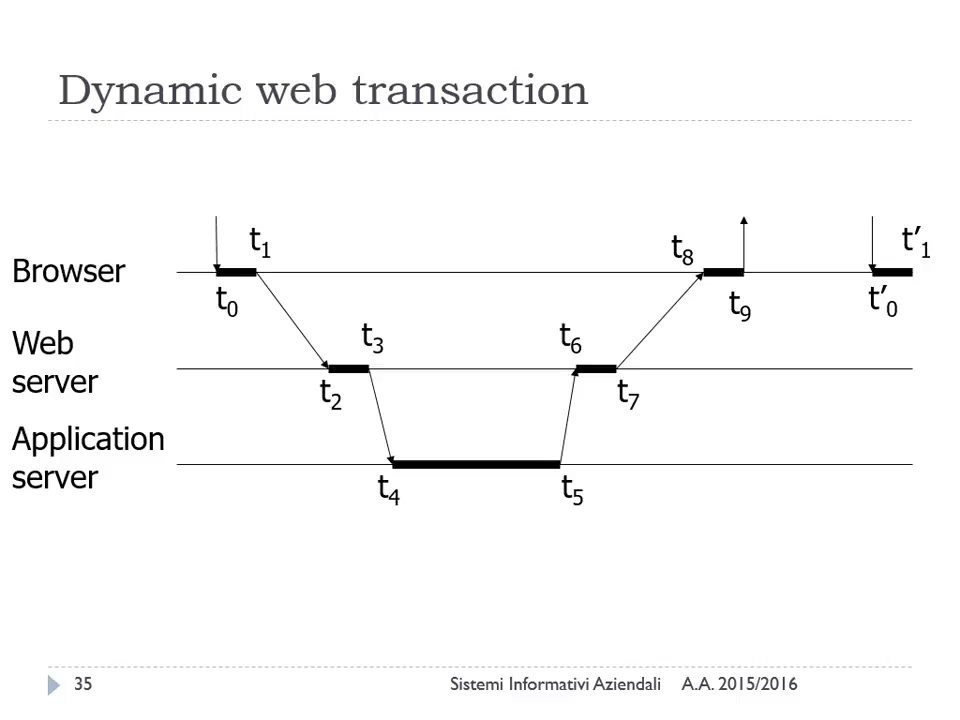 Dynamic web transaction
t₁
t₈
t′₁
Browser
t₀
t₉
t′₀
Web
server
t₃
t₆
t₂
t₇
Application
server
t₄
t₅
35
Sistemi Informativi Aziendali A.A. 2015/2016